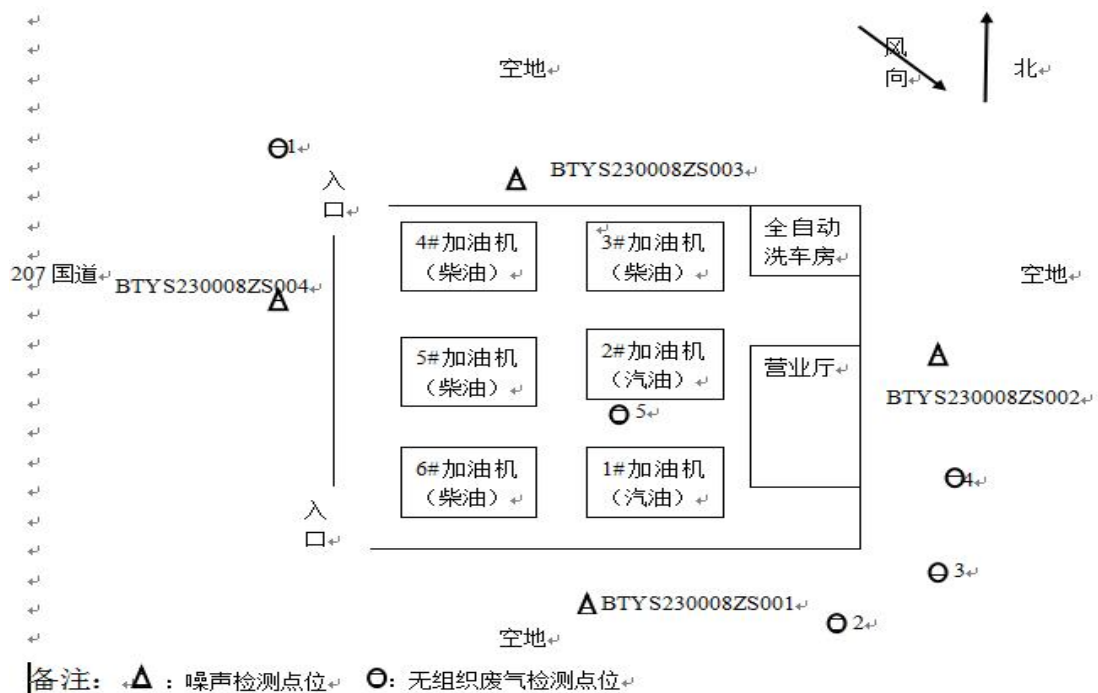 风
向
北
空地
1
BTYS230008ZS003
入
口
4#加油机
（柴油）
3#加油机
（柴油）
全自动
洗车房
207 国道
BTYS230008ZS004
空地
5#加油机
（柴油）
2#加油机
（汽油）
营业厅
BTYS230008ZS002
5
6#加油机
（柴油）
1#加油机
（汽油）
4
入
口
3
BTYS230008ZS001
2
空地
备注： ：噪声检测点位 ：无组织废气检测点位